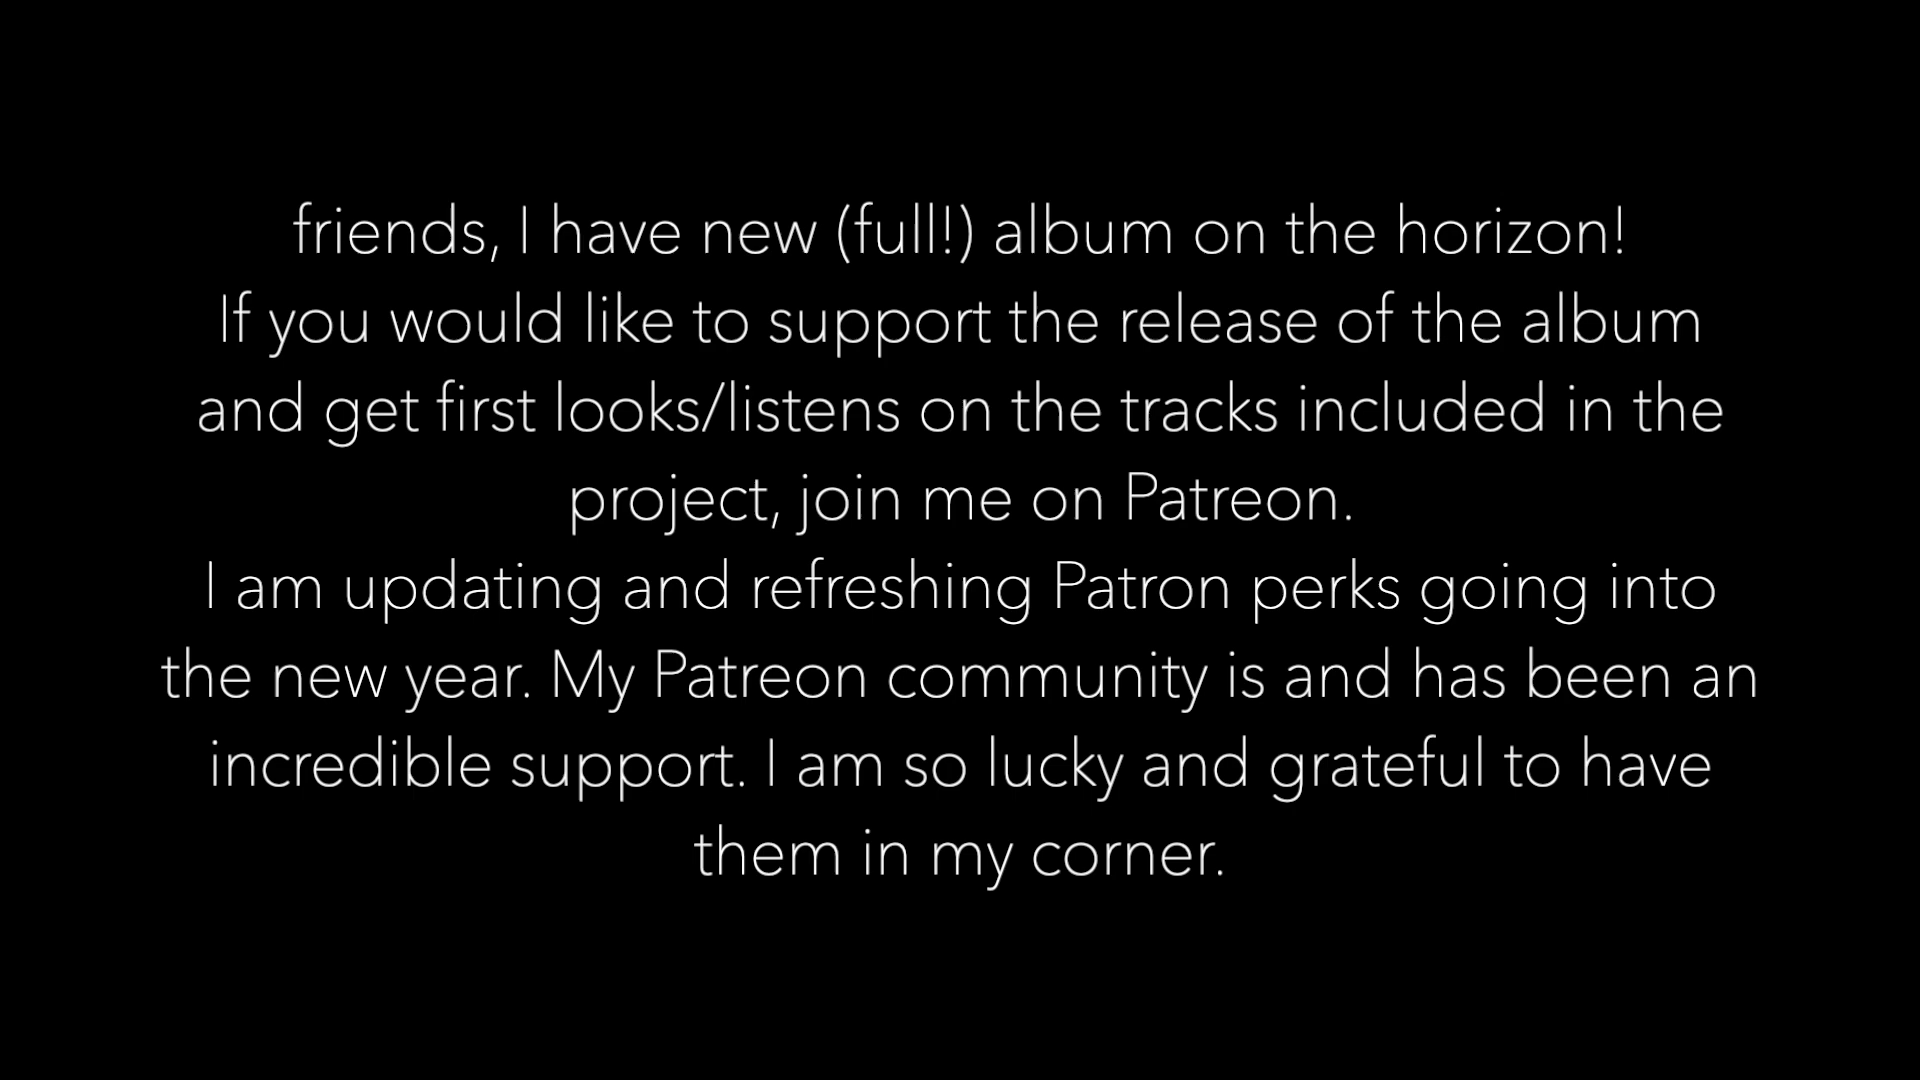 friends, I have new (full!) album on the horizon!
If you would like to support the release of the album
and get first looks/listens on the tracks included in the
project, join me on Patreon.
I am updating and refreshing Patron perks going into
the new year. My Patreon community is and has been an
incredible support. I am so lucky and grateful to have
them in my corner.